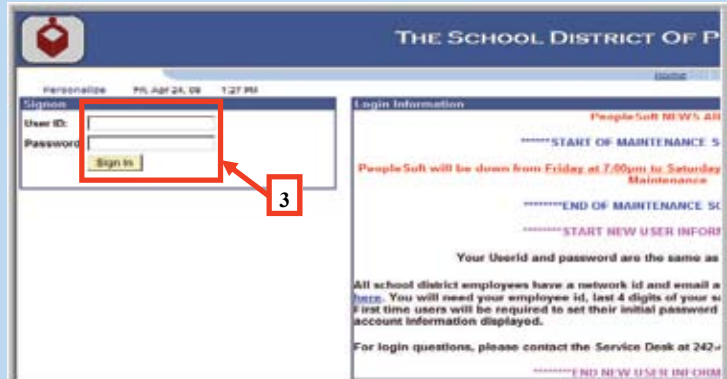 THE SCHOOL DISTRICT OF P
Home
Personalize Fri, Apr 24, 09 1:27 PM
Signon
User ID:
Password
Sign In
3
Login Information
PeopleSoft NEWS AN
******START OF MAINTENANCE S
PeopleSoft will be down from Friday at 7:00pm to Saturday
Maintenance
********END OF MAINTENANCE SC
********START NEW USER INFORM
Your UserId and password are the same as
All school district employees have a network id and email a
here. You will need your employee id, last 4 digits of your s
First time users will be required to set their initial password
account information displayed.
For login questions, please contact the Service Desk at 242-
********END NEW USER INFORM